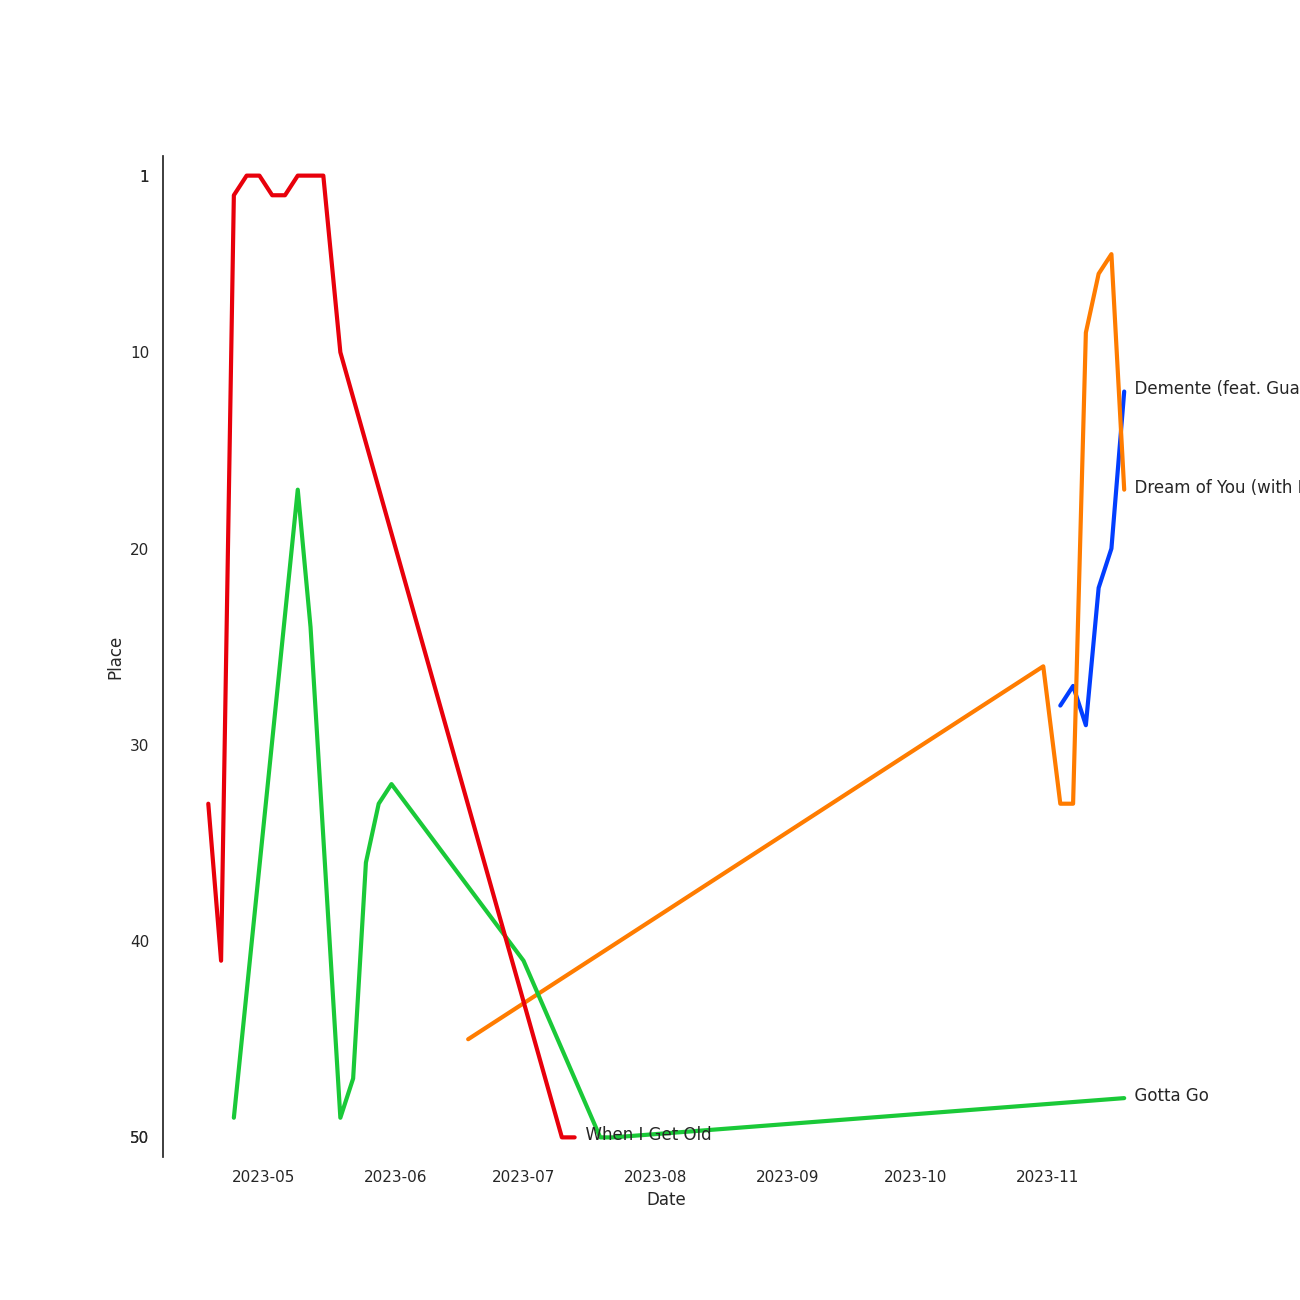 1
10
Demente (feat. Gua
Dream of You (with
20
30
Place
40
Gotta Go
50
When I Get Old
2023-05 2023-06 2023-07 2023-08 2023-09 2023-10 2023-11
Date